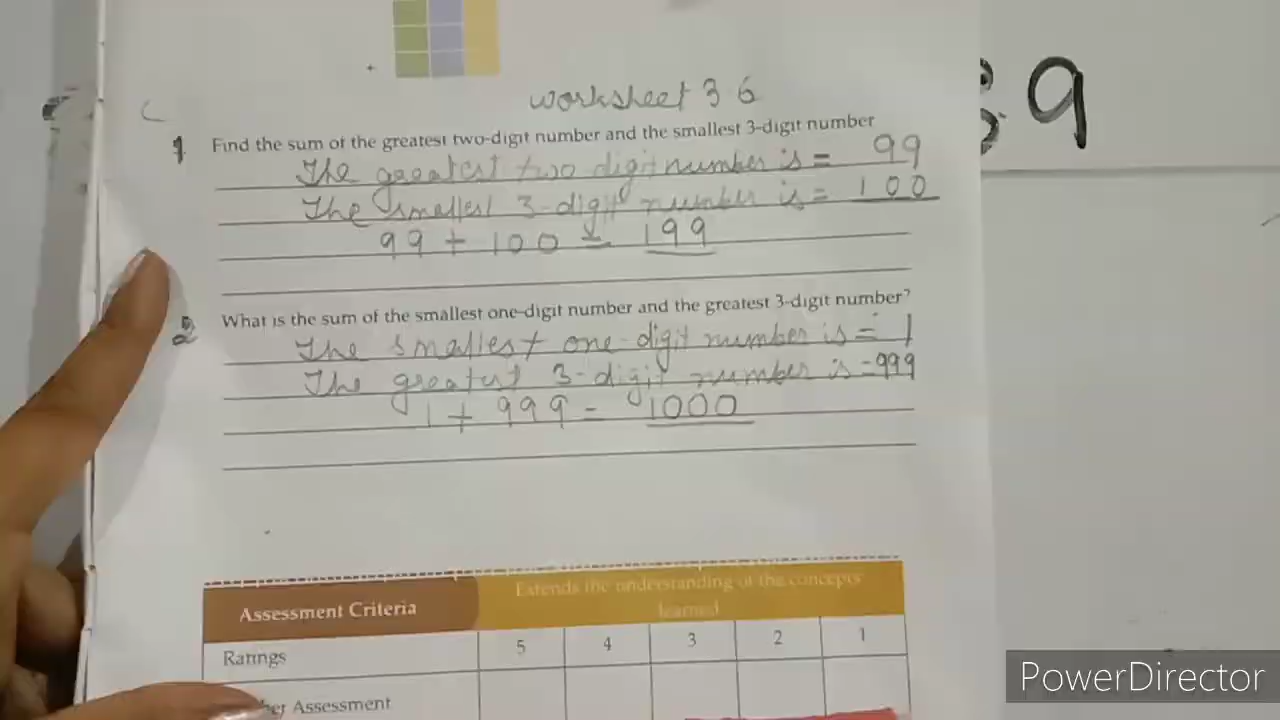 worksheet 36
9
1 Find the sum of the greatest two-digit number and the smallest 3-digit number
The greatest two digit number is = 99
The smallest 3-digit number is = 100
99 + 100 = 199
2 What is the sum of the smallest one-digit number and the greatest 3-digit number?
The smallest one-digit number is = 1
The greatest 3-digit number is = 999
1 + 999 = 1000
Assessment Criteria
Extends the understanding of the concepts
learned
Ratings 5 4 3 2 1
Assessment
PowerDirector